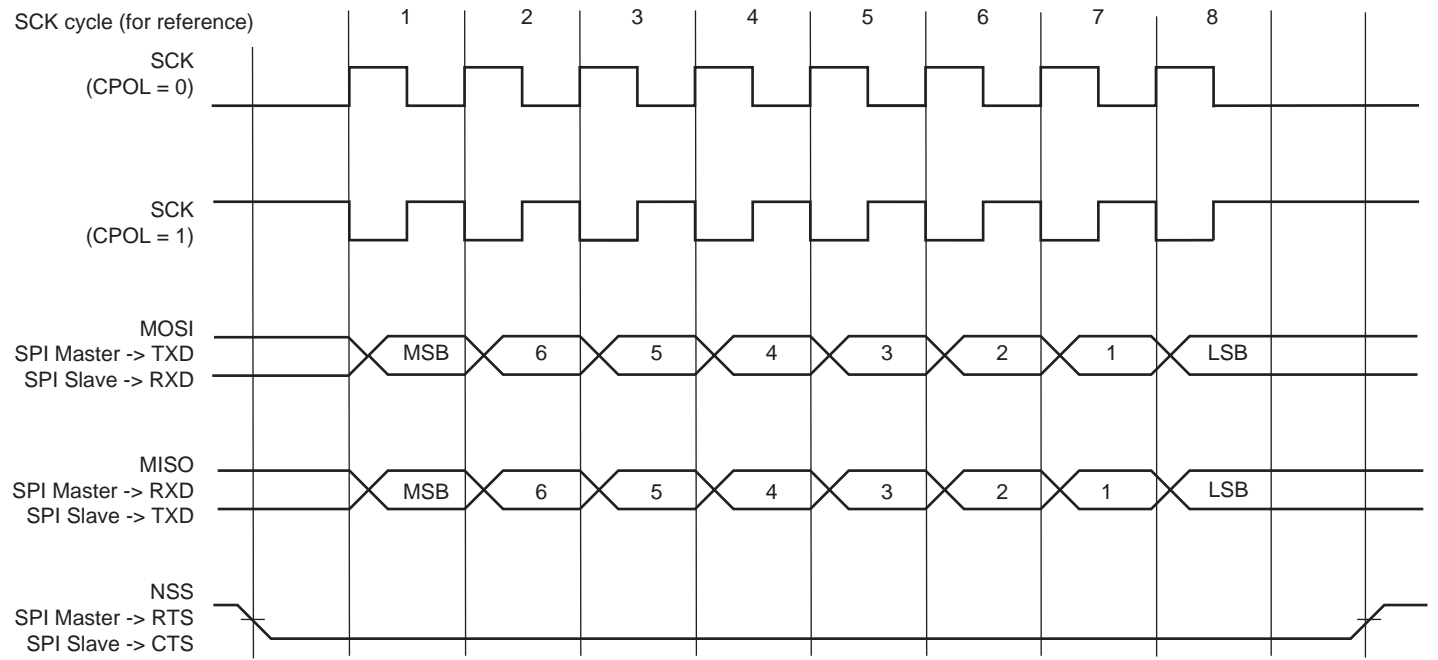 SCK cycle (for reference) 1 2 3 4 5 6 7 8
SCK
(CPOL = 0)
SCK
(CPOL = 1)
MOSI
SPI Master -> TXD
SPI Slave -> RXD
MSB 6 5 4 3 2 1 LSB
MISO
SPI Master -> RXD
SPI Slave -> TXD
MSB 6 5 4 3 2 1 LSB
NSS
SPI Master -> RTS
SPI Slave -> CTS